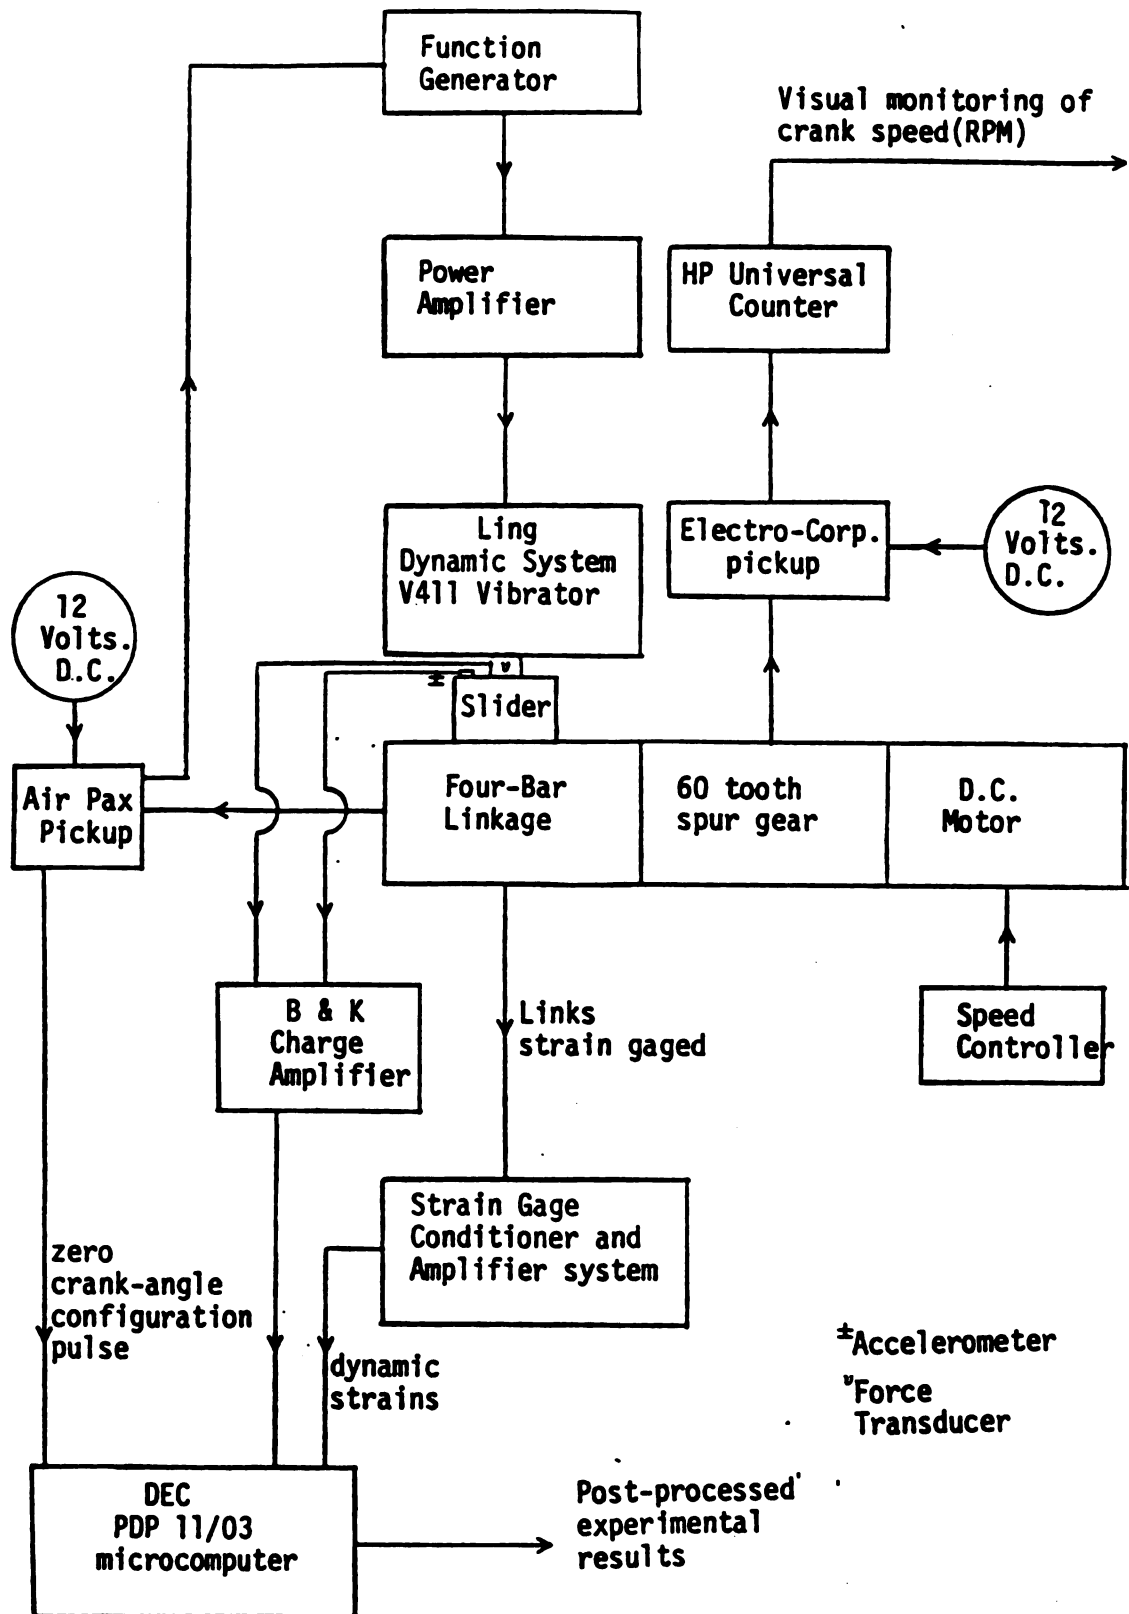 Function
Generator
Visual monitoring of
crank speed(RPM)
Power
Amplifier
HP Universal
Counter
Ling
Dynamic System
V411 Vibrator
Electro-Corp.
pickup
12
Volts.
D.C.
12
Volts.
D.C.
±
ᵛ
Slider
Air Pax
Pickup
Four-Bar
Linkage
60 tooth
spur gear
D.C.
Motor
B & K
Charge
Amplifier
Links
strain gaged
Speed
Controller
Strain Gage
Conditioner and
Amplifier system
zero
crank-angle
configuration
pulse
dynamic
strains
±Accelerometer
ᵛForce
Transducer
DEC
PDP 11/03
microcomputer
Post-processed
experimental
results